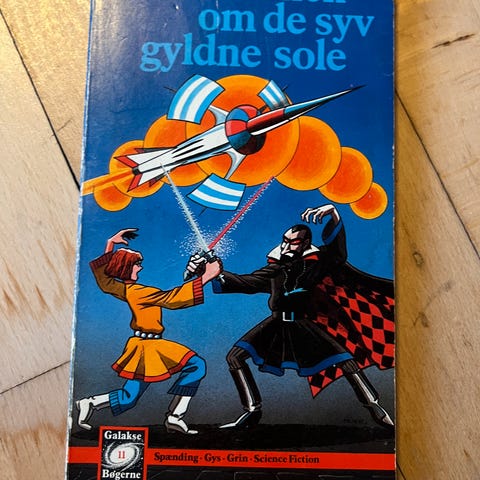 om de syv
gyldne sole
Galakse
11
Bøgerne
Spænding · Gys · Grin · Science Fiction